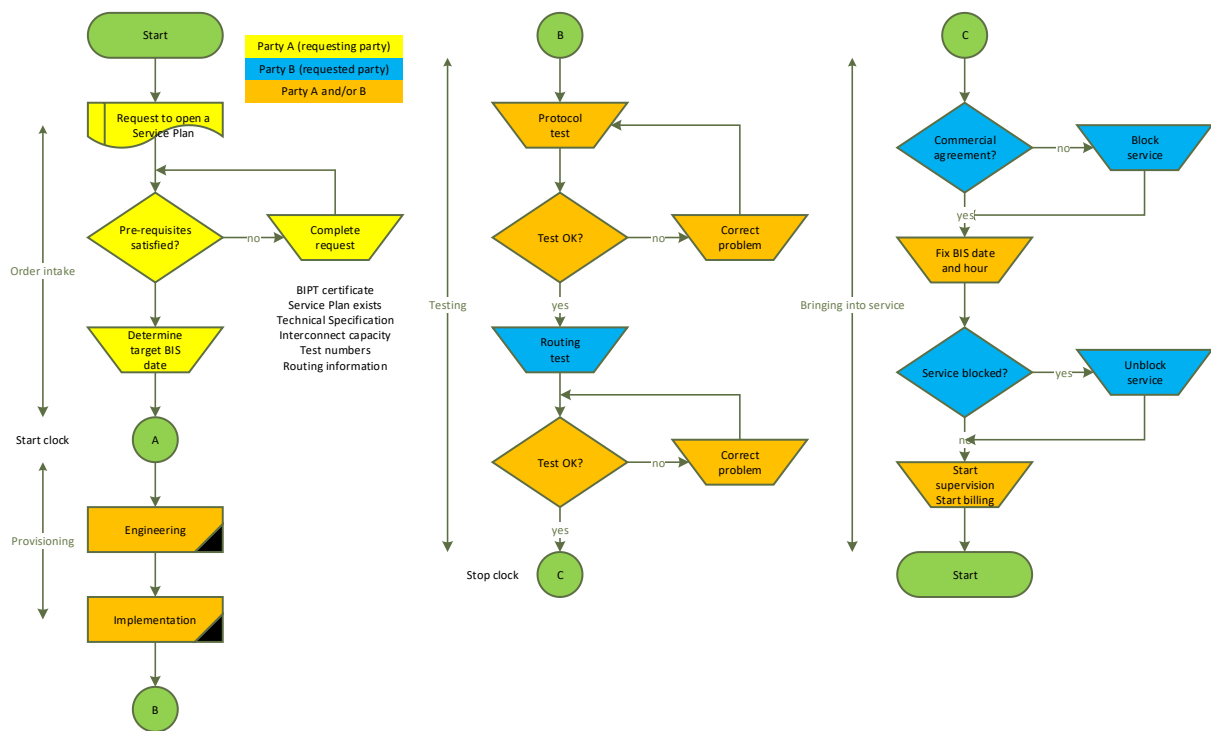 Start
Party A (requesting party)
Party B (requested party)
Party A and/or B
Request to open a
Service Plan
Pre-requisites
satisfied?
no
Complete
request
Order intake
BIPT certificate
Service Plan exists
Technical Specification
Interconnect capacity
Test numbers
Routing information
Determine
target BIS
date
Start clock
A
Provisioning
Engineering
Implementation
B
B
Protocol
test
Test OK?
no
Correct
problem
Testing
yes
Routing
test
Test OK?
no
Correct
problem
yes
Stop clock
C
C
Commercial
agreement?
no
Block
service
yes
Fix BIS date
and hour
Bringing into service
Service blocked?
yes
Unblock
service
no
Start
supervision
Start billing
Start